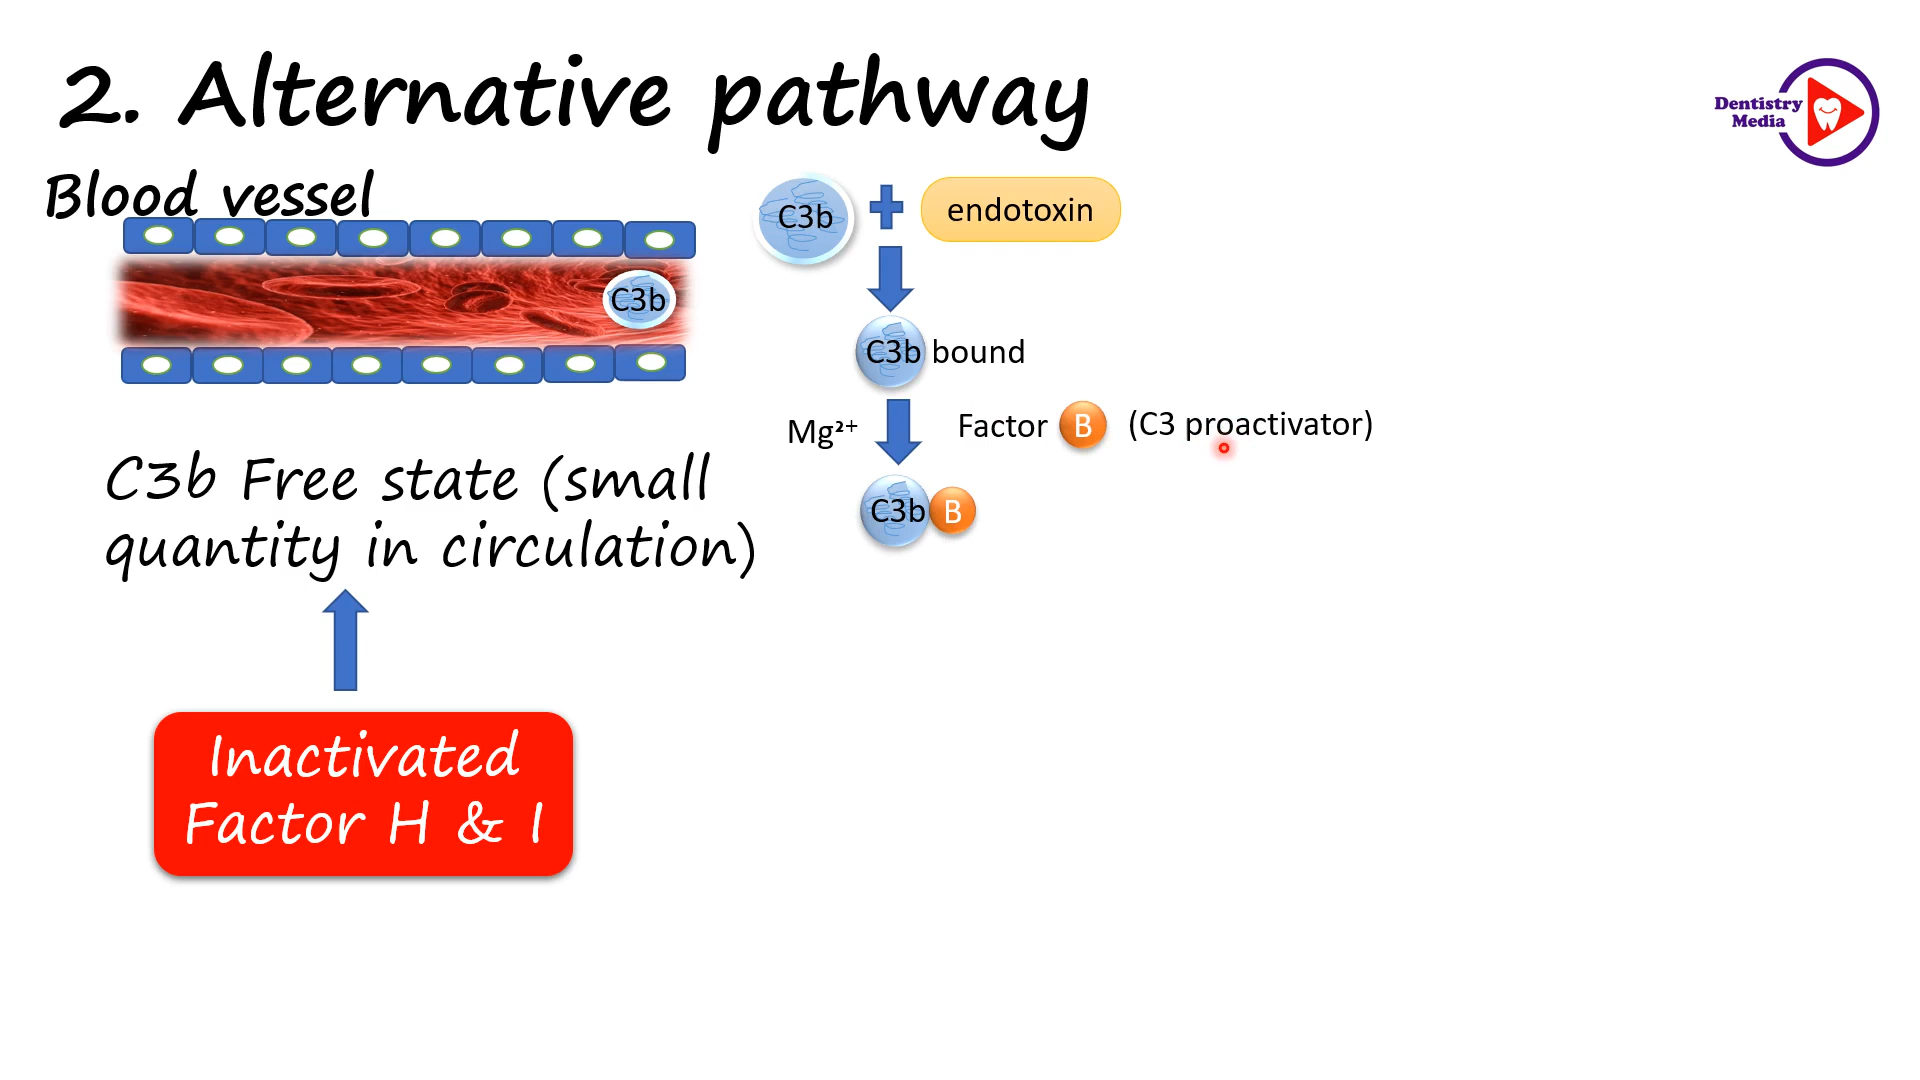 2. Alternative pathway
Dentistry
Media
Blood vessel
C3b
C3b
endotoxin
C3b bound
Mg²⁺
Factor B (C3 proactivator)
C3b B
C3b Free state (small
quantity in circulation)
Inactivated
Factor H & I